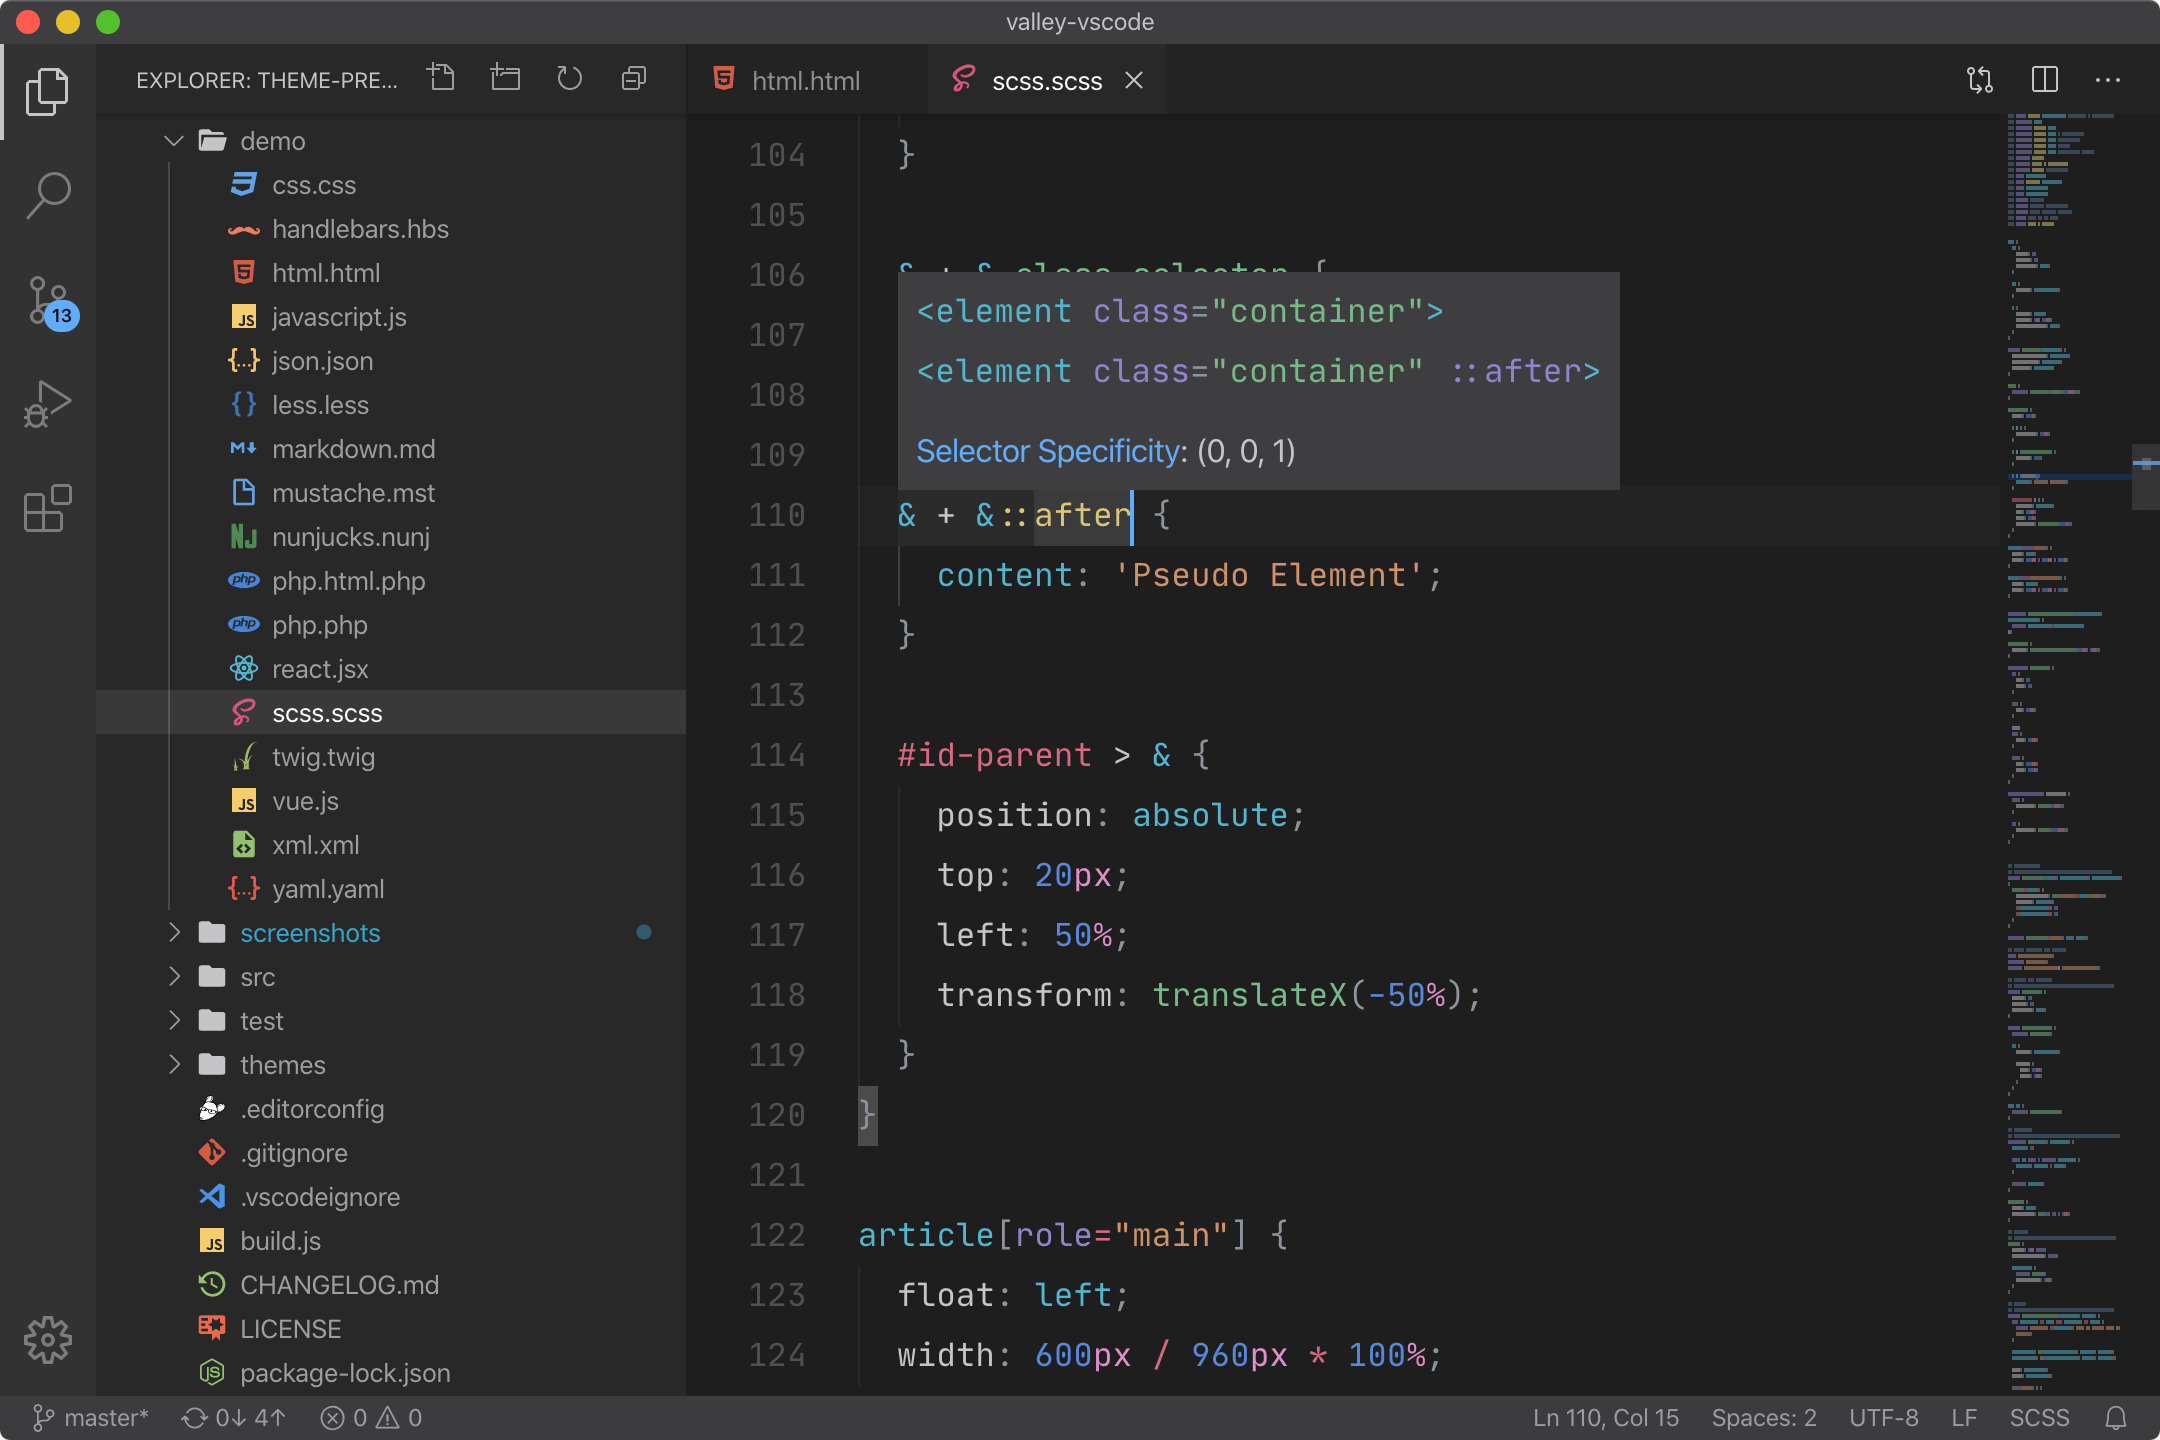 valley-vscode
EXPLORER: THEME-PRE...
demo
css.css
handlebars.hbs
html.html
javascript.js
json.json
less.less
markdown.md
mustache.mst
nunjucks.nunj
php.html.php
php.php
react.jsx
scss.scss
twig.twig
vue.js
xml.xml
yaml.yaml
screenshots
src
test
themes
.editorconfig
.gitignore
.vscodeignore
build.js
CHANGELOG.md
LICENSE
package-lock.json
13
html.html
scss.scss
104 }
105
106
<element class="container">
107
<element class="container" ::after>
108
109
Selector Specificity: (0, 0, 1)
110 & + &::after {
111 content: 'Pseudo Element';
112 }
113
114 #id-parent > & {
115 position: absolute;
116 top: 20px;
117 left: 50%;
118 transform: translateX(-50%);
119 }
120 }
121
122 article[role="main"] {
123 float: left;
124 width: 600px / 960px * 100%;
master* 0↓ 4↑ 0 0
Ln 110, Col 15 Spaces: 2 UTF-8 LF SCSS